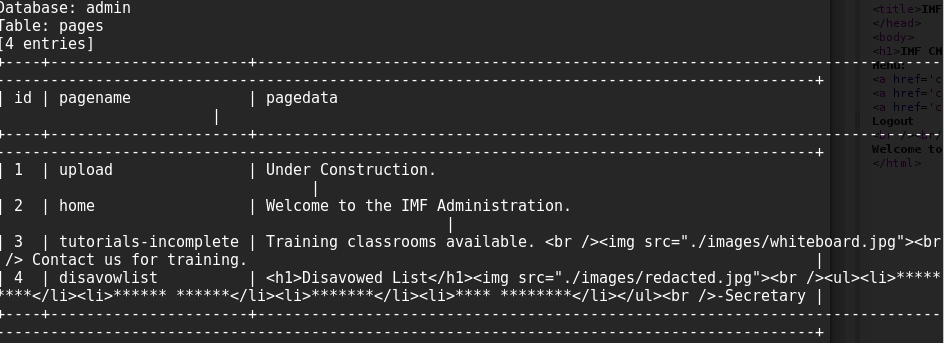 Database: admin
Table: pages
[4 entries]
+----+--------------------+---------------------------------------------------------------------------
-------------------------------------------------------------------------------------------+
| id | pagename | pagedata
|
+----+--------------------+---------------------------------------------------------------------------
-------------------------------------------------------------------------------------------+
| 1 | upload | Under Construction.
|
| 2 | home | Welcome to the IMF Administration.
|
| 3 | tutorials-incomplete | Training classrooms available. <br /><img src="./images/whiteboard.jpg"><br
/> Contact us for training. |
| 4 | disavowlist | <h1>Disavowed List</h1><img src="./images/redacted.jpg"><br /><ul><li>*****
****</li><li>****** ******</li><li>*******</li><li>**** ********</li></ul><br />-Secretary |
+----+--------------------+---------------------------------------------------------------------------
-------------------------------------------------------------------------------------------+
<title>IMF
</head>
<body>
<h1>IMF CM
Menu:
<a href='c
<a href='c
<a href='c
Logout
Welcome to
</html>